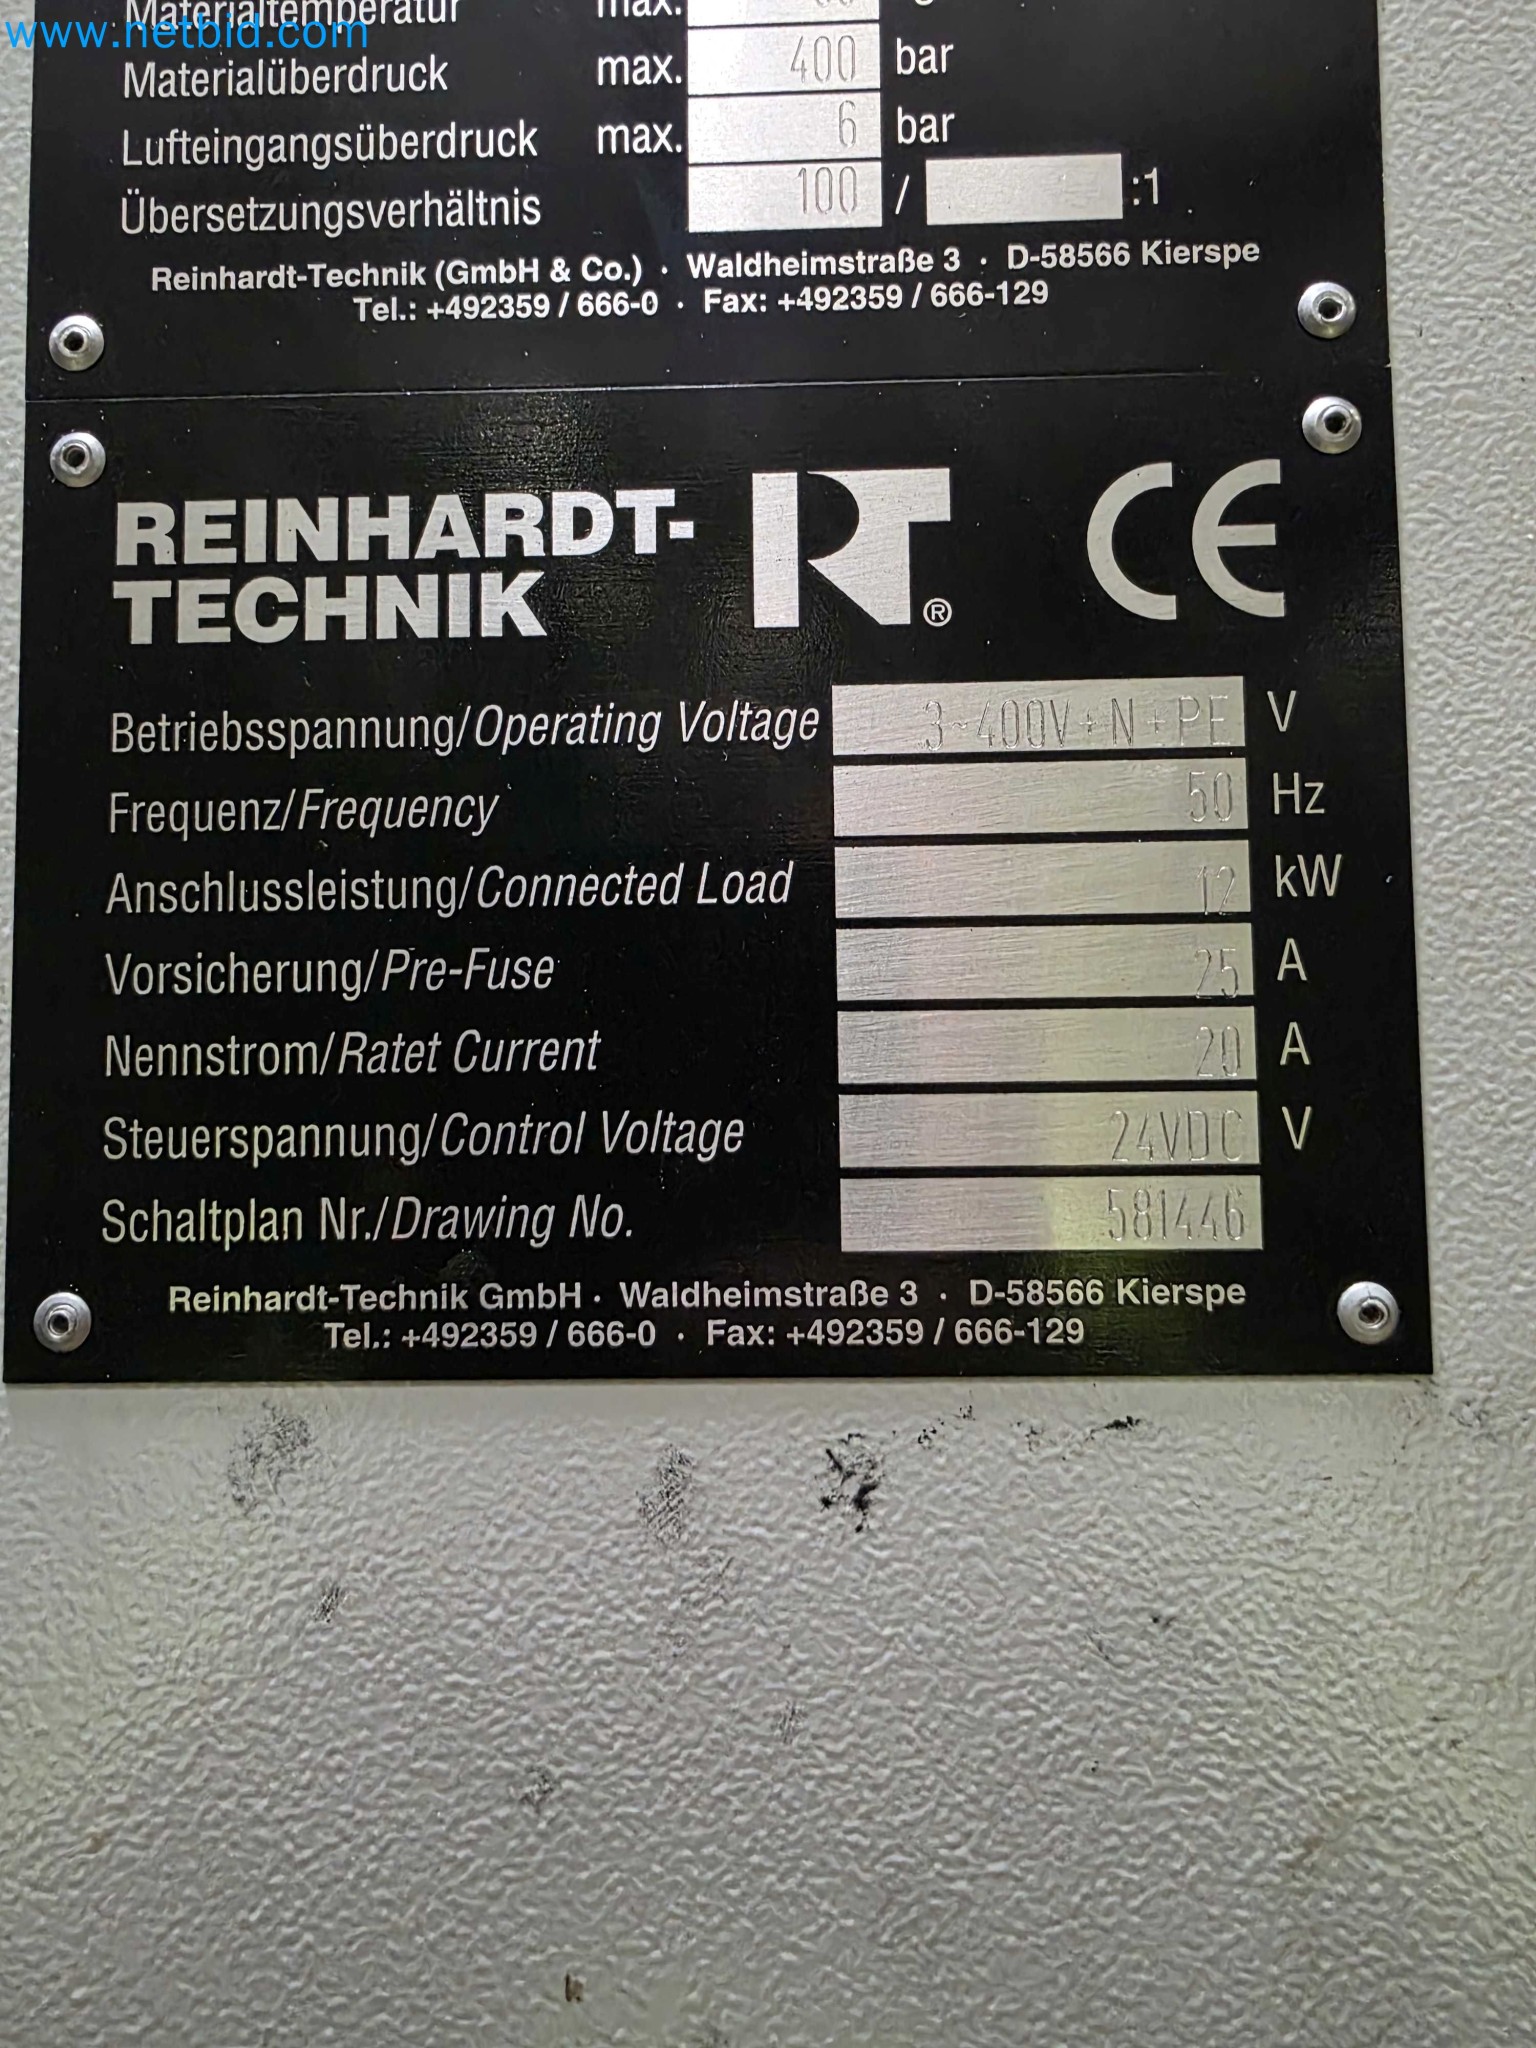 www.netbid.com
Materialtemperatur max.
Materialüberdruck max. 400 bar
Lufteingangsüberdruck max. 6 bar
Übersetzungsverhältnis 100 / :1
Reinhardt-Technik (GmbH & Co.) · Waldheimstraße 3 · D-58566 Kierspe
Tel.: +492359 / 666-0 · Fax: +492359 / 666-129
REINHARDT-
TECHNIK RT ® CE
Betriebsspannung/Operating Voltage 3~400V+N+PE V
Frequenz/Frequency 50 Hz
Anschlussleistung/Connected Load 12 kW
Vorsicherung/Pre-Fuse 25 A
Nennstrom/Ratet Current 20 A
Steuerspannung/Control Voltage 24VDC V
Schaltplan Nr./Drawing No. 581446
Reinhardt-Technik GmbH · Waldheimstraße 3 · D-58566 Kierspe
Tel.: +492359 / 666-0 · Fax: +492359 / 666-129